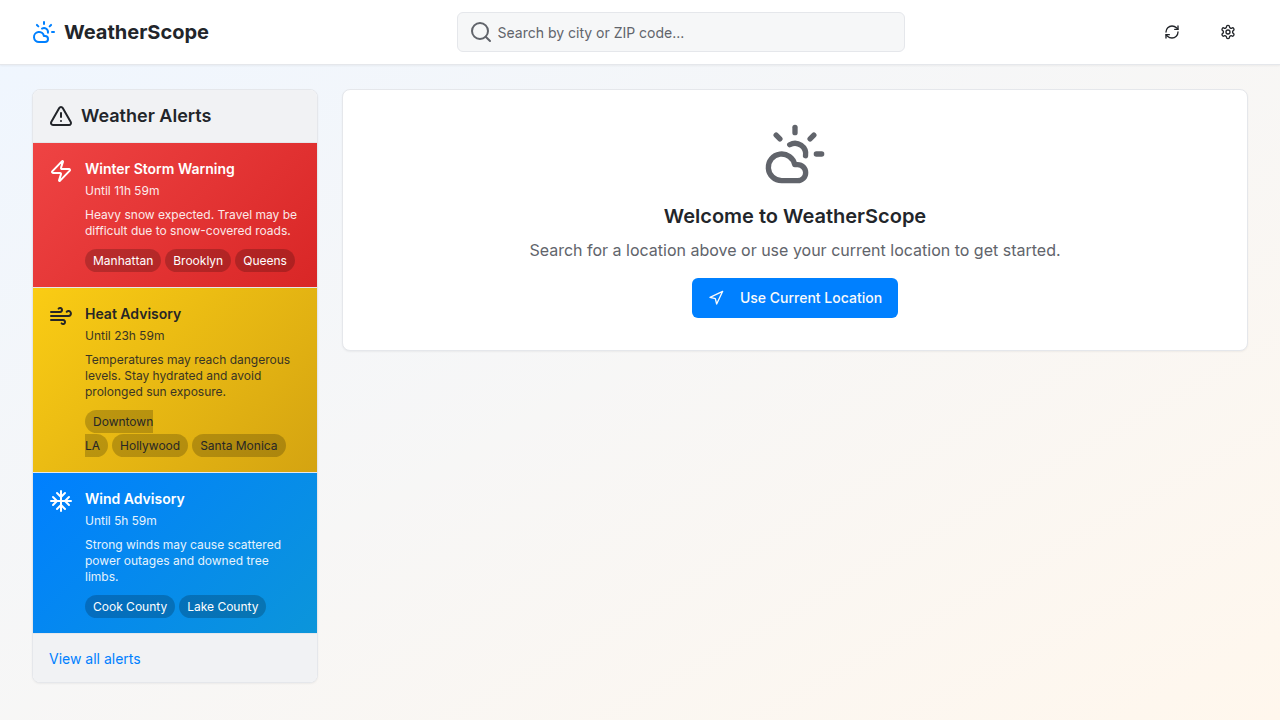 WeatherScope
Search by city or ZIP code...
Weather Alerts
Winter Storm Warning
Until 11h 59m
Heavy snow expected. Travel may be
difficult due to snow-covered roads.
Manhattan Brooklyn Queens
Heat Advisory
Until 23h 59m
Temperatures may reach dangerous
levels. Stay hydrated and avoid
prolonged sun exposure.
Downtown
LA Hollywood Santa Monica
Wind Advisory
Until 5h 59m
Strong winds may cause scattered
power outages and downed tree
limbs.
Cook County Lake County
View all alerts
Welcome to WeatherScope
Search for a location above or use your current location to get started.
Use Current Location